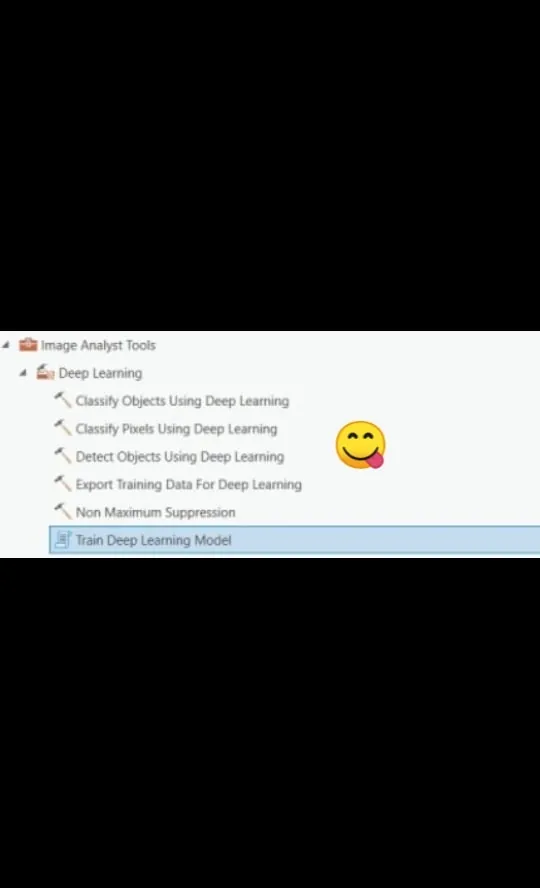 Image Analyst Tools
Deep Learning
Classify Objects Using Deep Learning
Classify Pixels Using Deep Learning
Detect Objects Using Deep Learning
Export Training Data For Deep Learning
Non Maximum Suppression
Train Deep Learning Model